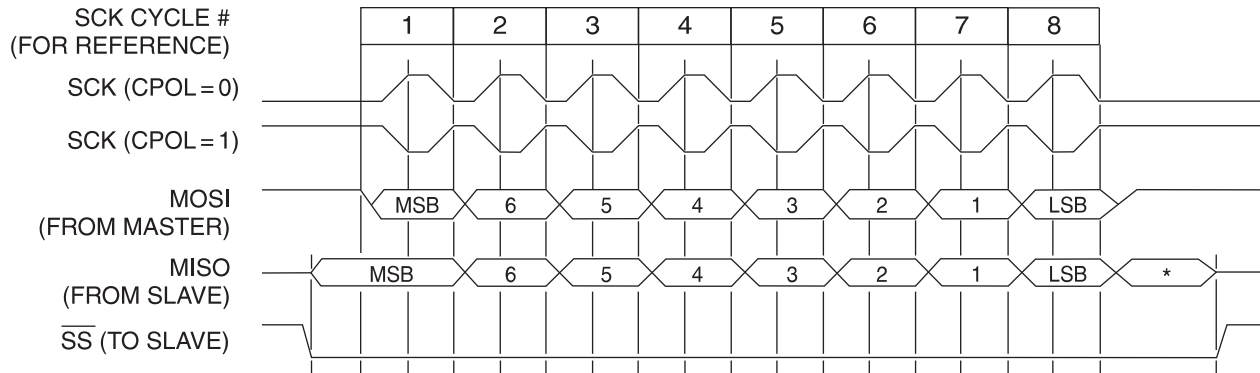 SCK CYCLE #
(FOR REFERENCE)
1 2 3 4 5 6 7 8
SCK (CPOL=0)
SCK (CPOL=1)
MOSI
(FROM MASTER)
MSB 6 5 4 3 2 1 LSB
MISO
(FROM SLAVE)
MSB 6 5 4 3 2 1 LSB *
SS (TO SLAVE)